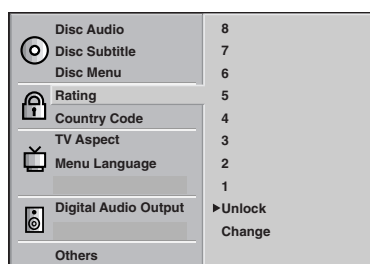 Disc Audio
Disc Subtitle
Disc Menu
Rating
Country Code
TV Aspect
Menu Language
Digital Audio Output
Others
8
7
6
5
4
3
2
1
Unlock
Change